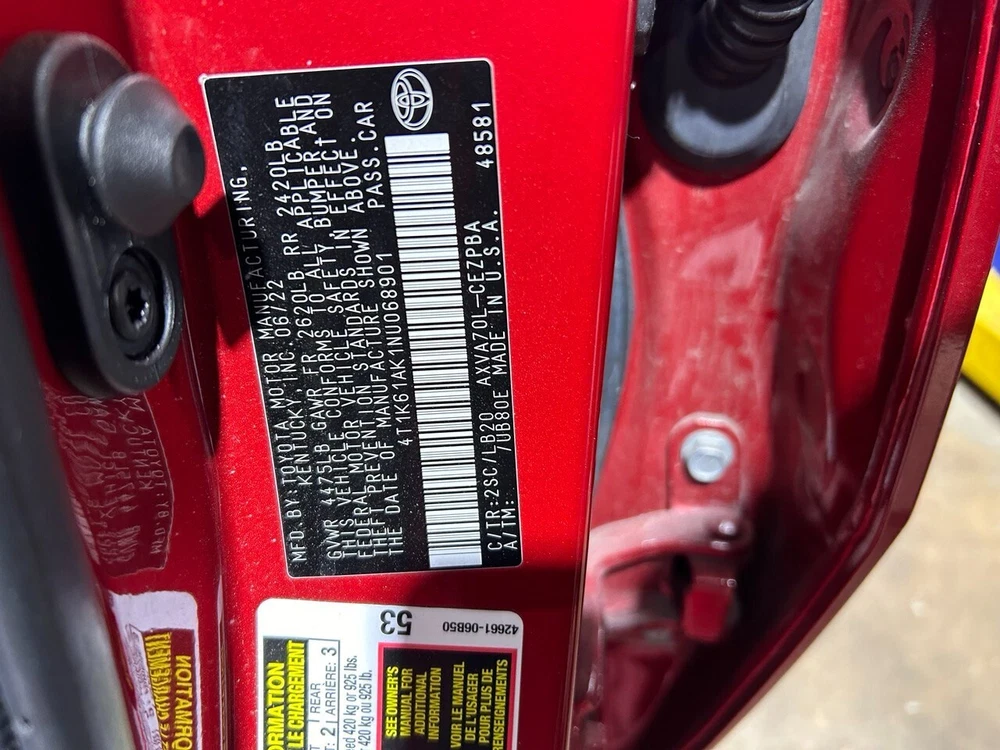 MFD.BY:TOYOTA MOTOR MANUFACTURING,
KENTUCKY, INC. 06/22
GVWR 4475LB GAWR FR 2620LB RR 2420LB
THIS VEHICLE CONFORMS TO ALL APPLICABLE
FEDERAL MOTOR VEHICLE SAFETY, BUMPER, AND
THEFT PREVENTION STANDARDS IN EFFECT ON
THE DATE OF MANUFACTURE SHOWN ABOVE.
4T1K61AK1NU068901 PASS.CAR
C/TR:2SC/LB20 AXVA70L-CEZPBA 48581
A/TM: /UB80E MADE IN U.S.A.
LE CHARGEMENT
REAR
ARRIÈRE: 3
420 kg or 925 lbs.
420 kg ou 925 lb.
53
42661-06B50
SEE OWNER'S
MANUAL FOR
ADDITIONAL
INFORMATION
VOIR LE MANUEL
DE L'USAGER
POUR PLUS DE
RENSEIGNEMENTS